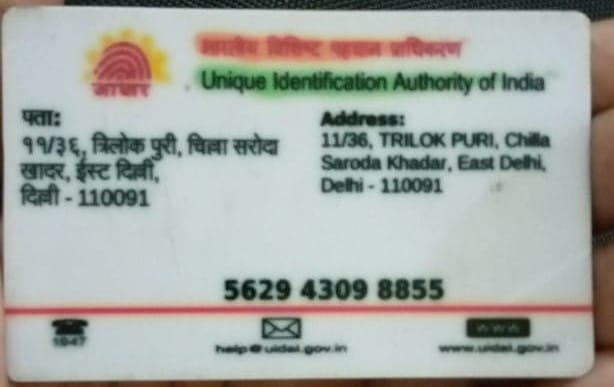 आधार
भारतीय विशिष्ट पहचान प्राधिकरण
Unique Identification Authority of India
पता:
११/३६, त्रिलोक पुरी, चिल्ला सरोदा
खादर, ईस्ट दिल्ली,
दिल्ली - 110091
Address:
11/36, TRILOK PURI, Chilla
Saroda Khadar, East Delhi,
Delhi - 110091
5629 4309 8855
1947
help@uidai.gov.in
WWW
www.uidai.gov.in